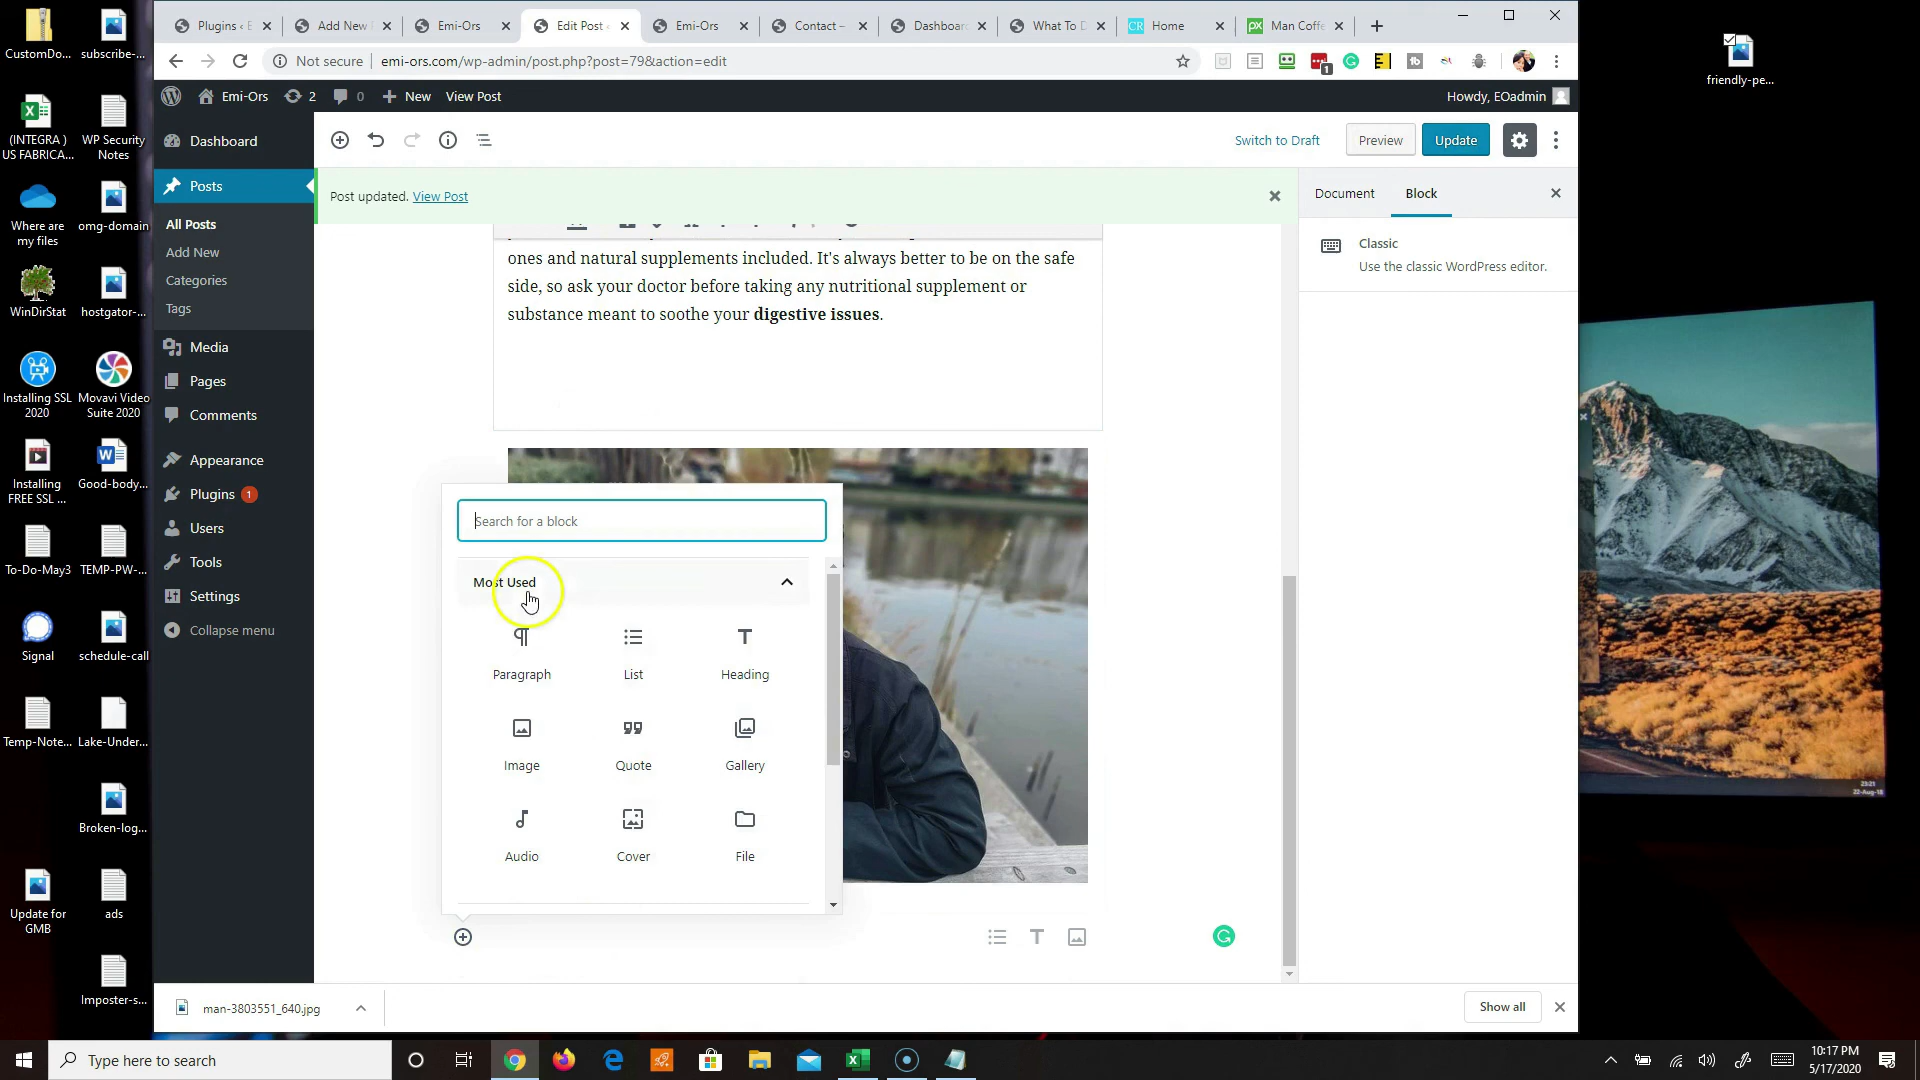 CustomDo...
subscribe-...
(INTEGRA )
US FABRICA...
WP Security
Notes
Where are
my files
omg-domain
WinDirStat
hostgator-...
Installing SSL
2020
Movavi Video
Suite 2020
Installing
FREE SSL ...
Good-body...
To-Do-May3
TEMP-PW-...
Signal
schedule-call
Temp-Note...
Lake-Under...
Broken-log...
Update for
GMB
ads
Imposter-s...
friendly-pe...
Plugins ‹ E
Add New
Emi-Ors
Edit Post ‹
Emi-Ors
Contact –
Dashboard
What To D
CR Home
px Man Coffe
Not secure
emi-ors.com/wp-admin/post.php?post=79&action=edit
1
Emi-Ors
2
0
New
View Post
Howdy, EOadmin
Dashboard
Posts
All Posts
Add New
Categories
Tags
Media
Pages
Comments
Appearance
Plugins 1
Users
Tools
Settings
Collapse menu
Switch to Draft
Preview
Update
Post updated. View Post
Document
Block
Classic
Use the classic WordPress editor.
ones and natural supplements included. It's always better to be on the safe
side, so ask your doctor before taking any nutritional supplement or
substance meant to soothe your digestive issues.
Search for a block
Most Used
Paragraph
List
Heading
Image
Quote
Gallery
Audio
Cover
File
man-3803551_640.jpg
Show all
Type here to search
10:17 PM
5/17/2020